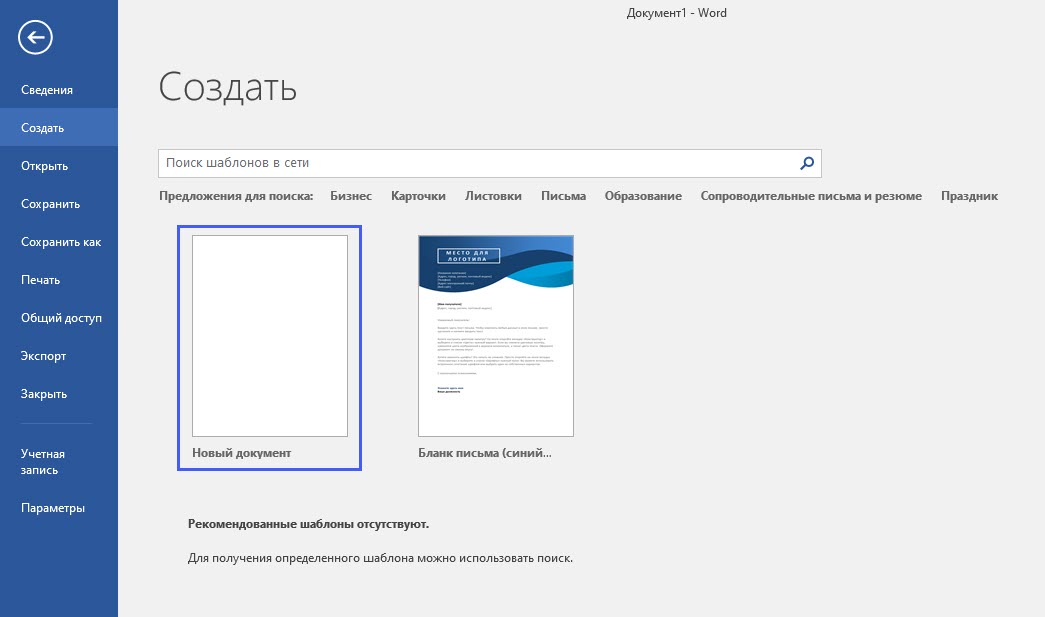 Документ1 - Word
Сведения
Создать
Открыть
Сохранить
Сохранить как
Печать
Общий доступ
Экспорт
Закрыть
Учетная
запись
Параметры
Создать
Поиск шаблонов в сети
Предложения для поиска: Бизнес Карточки Листовки Письма Образование Сопроводительные письма и резюме Праздник
МЕСТО ДЛЯ
ЛОГОТИПА
Новый документ
Бланк письма (синий...
Рекомендованные шаблоны отсутствуют.
Для получения определенного шаблона можно использовать поиск.